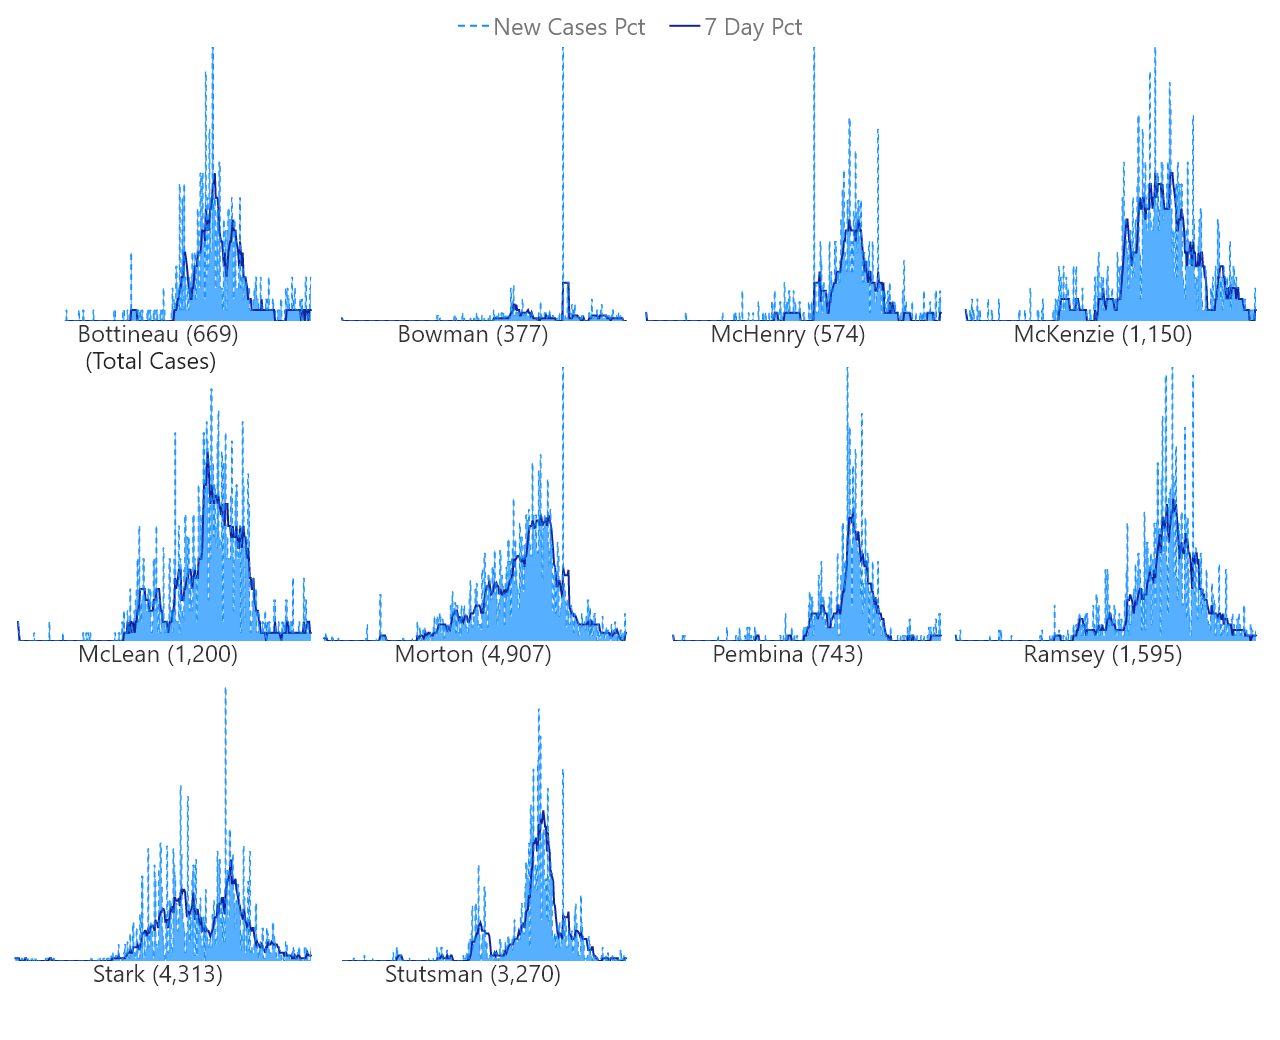 New Cases Pct 7 Day Pct
Bottineau (669) Bowman (377) McHenry (574) McKenzie (1,150)
(Total Cases)
McLean (1,200) Morton (4,907) Pembina (743) Ramsey (1,595)
Stark (4,313) Stutsman (3,270)